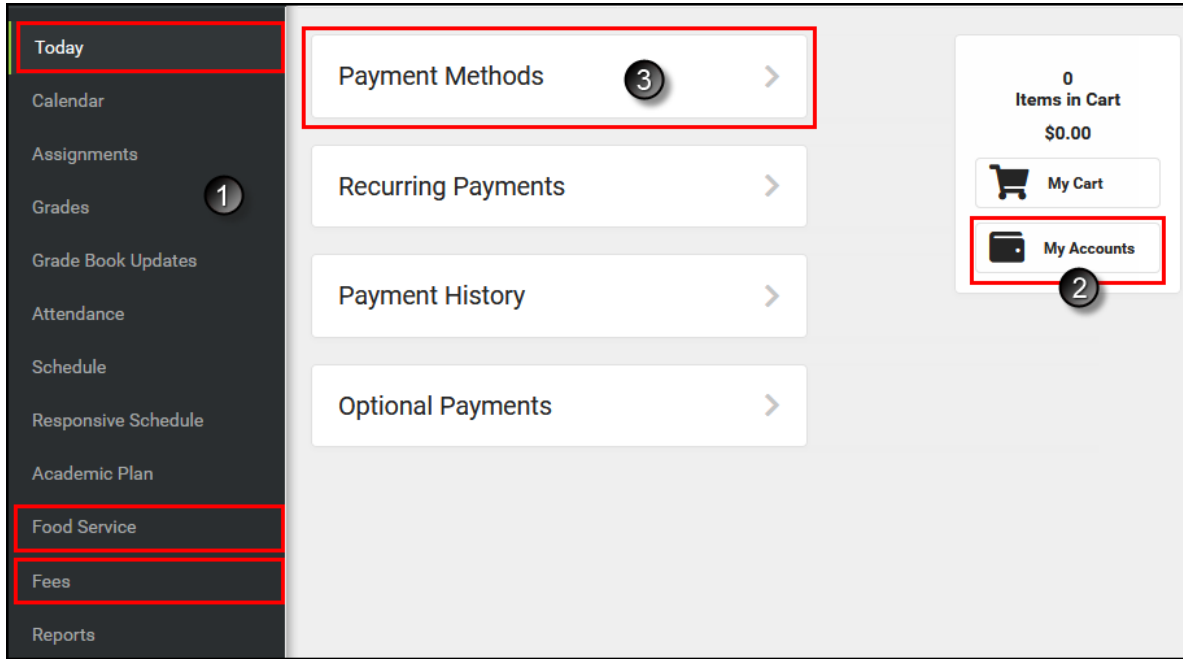 Today
Calendar
Assignments
Grades
1
Grade Book Updates
Attendance
Schedule
Responsive Schedule
Academic Plan
Food Service
Fees
Reports
Payment Methods
3
Recurring Payments
Payment History
Optional Payments
0
Items in Cart
$0.00
My Cart
My Accounts
2